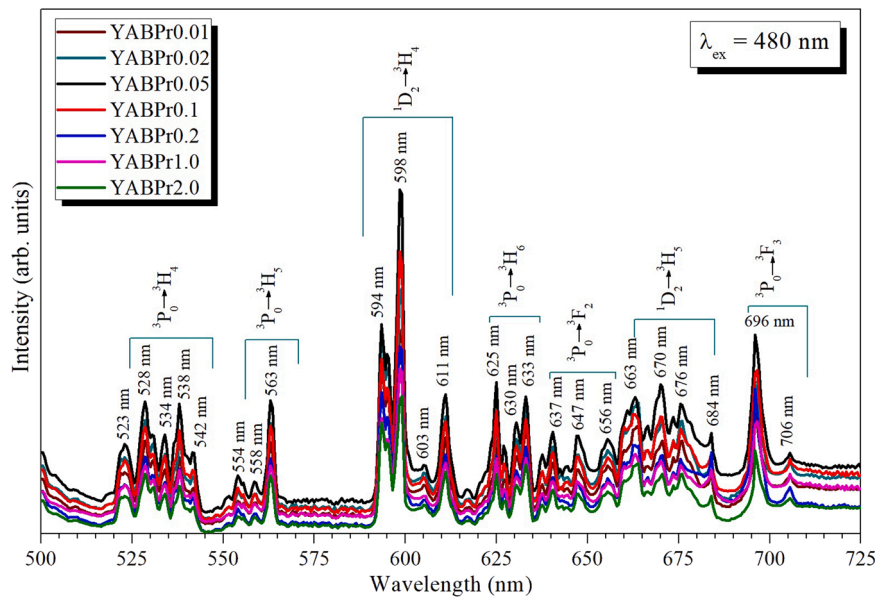 YABPr0.01
YABPr0.02
YABPr0.05
YABPr0.1
YABPr0.2
YABPr1.0
YABPr2.0
λex = 480 nm
³P₀→³H₄
³P₀→³H₅
¹D₂→³H₄
³P₀→³H₆
³P₀→³F₂
¹D₂→³H₅
³P₀→³F₃
523 nm
528 nm
534 nm
538 nm
542 nm
554 nm
558 nm
563 nm
594 nm
598 nm
603 nm
611 nm
625 nm
630 nm
633 nm
637 nm
647 nm
656 nm
663 nm
670 nm
676 nm
684 nm
696 nm
706 nm
Intensity (arb. units)
500 525 550 575 600 625 650 675 700 725
Wavelength (nm)